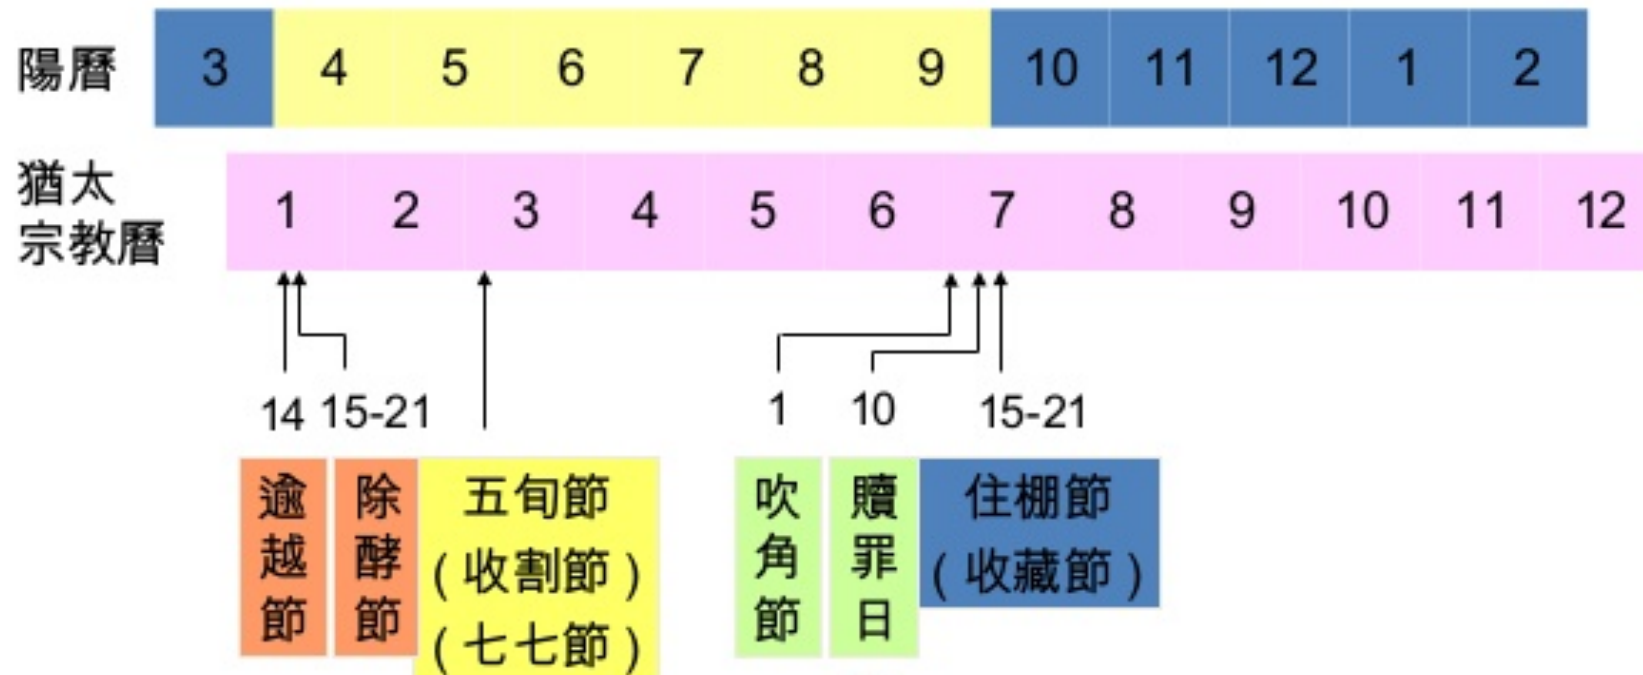 陽曆 3 4 5 6 7 8 9 10 11 12 1 2
猶太
宗教曆
1 2 3 4 5 6 7 8 9 10 11 12
14 15-21 1 10 15-21
逾越節
除酵節
五旬節
(收割節)
(七七節)
吹角節
贖罪日
住棚節
(收藏節)